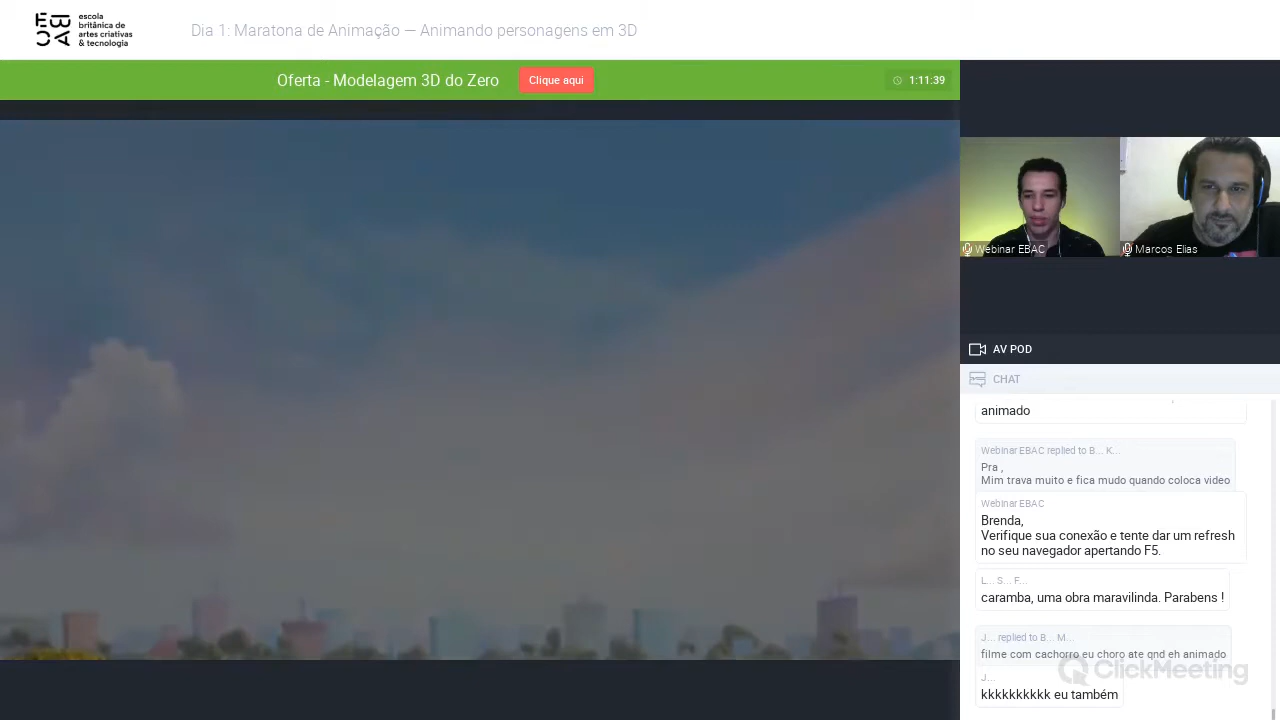 EBAC
escola
britânica de
artes criativas
& tecnologia
Dia 1: Maratona de Animação — Animando personagens em 3D
Oferta - Modelagem 3D do Zero
Clique aqui
1:11:39
Webinar EBAC
Marcos Elias
AV POD
CHAT
animado
Webinar EBAC replied to B... K...
Pra ,
Mim trava muito e fica mudo quando coloca video
Webinar EBAC
Brenda,
Verifique sua conexão e tente dar um refresh
no seu navegador apertando F5.
L... S... F...
caramba, uma obra maravilinda. Parabens !
J... replied to B... M...
filme com cachorro eu choro ate qnd eh animado
J...
kkkkkkkkkk eu também
ClickMeeting